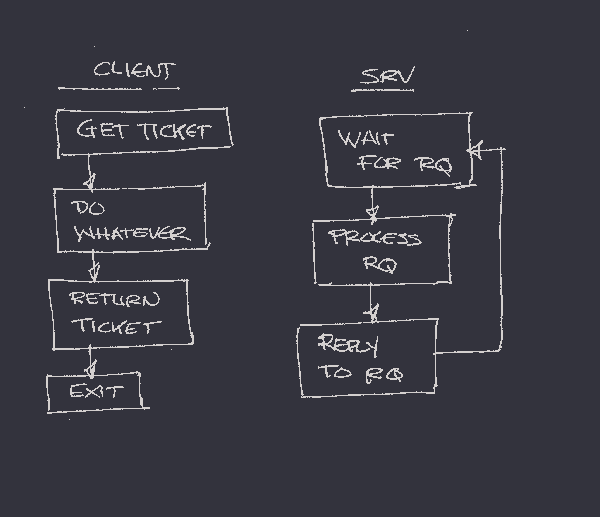 CLIENT
GET TICKET
DO
WHATEVER
RETURN
TICKET
EXIT
SRV
WAIT
FOR RQ
PROCESS
RQ
REPLY
TO RQ